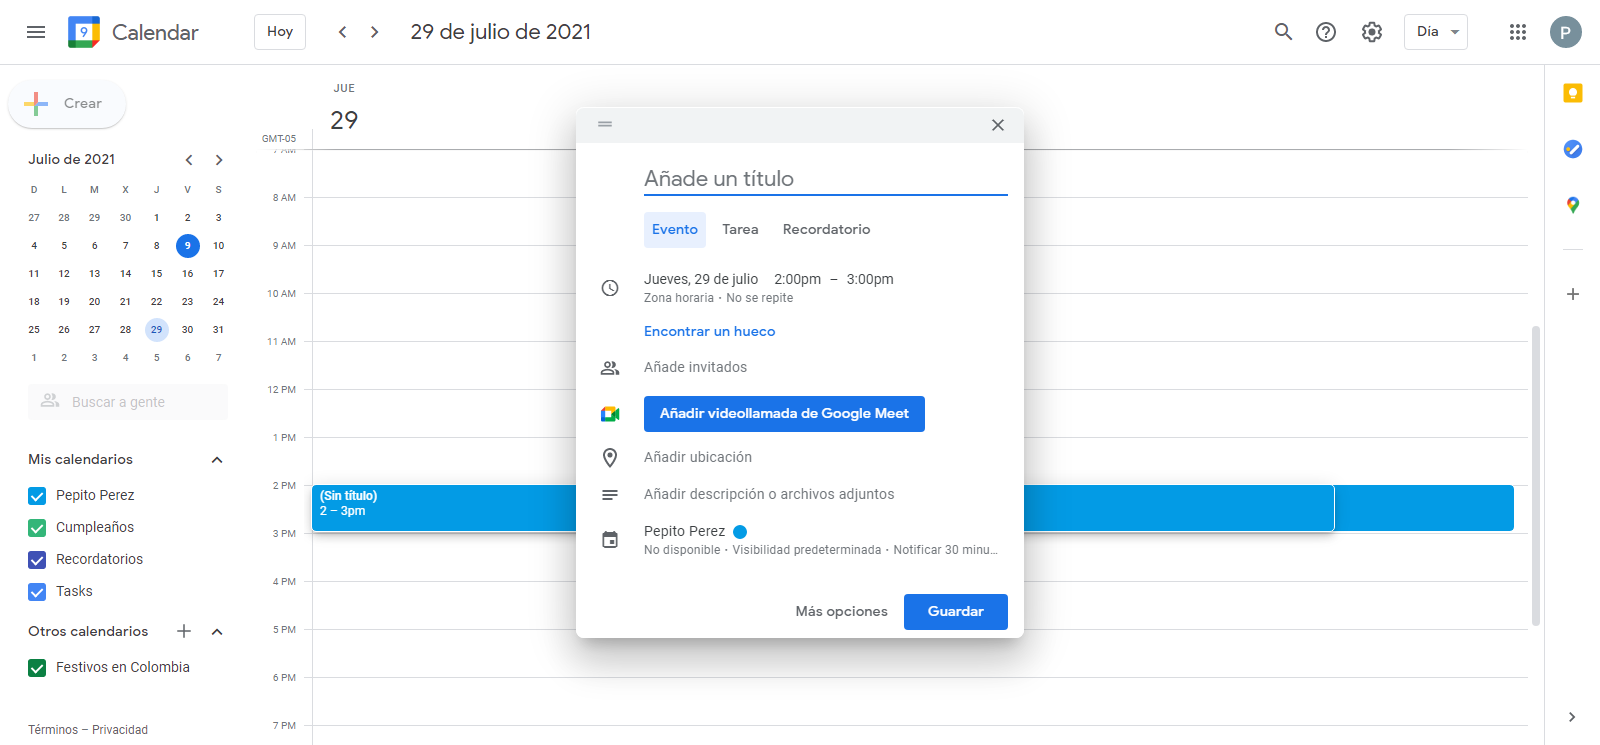 9 Calendar
Hoy
29 de julio de 2021
Día
P
Crear
Julio de 2021
D L M X J V S
27 28 29 30 1 2 3
4 5 6 7 8 9 10
11 12 13 14 15 16 17
18 19 20 21 22 23 24
25 26 27 28 29 30 31
1 2 3 4 5 6 7
Buscar a gente
Mis calendarios
Pepito Perez
Cumpleaños
Recordatorios
Tasks
Otros calendarios
Festivos en Colombia
Términos – Privacidad
JUE
29
GMT-05
7 AM
8 AM
9 AM
10 AM
11 AM
12 PM
1 PM
2 PM
3 PM
4 PM
5 PM
6 PM
7 PM
(Sin título)
2 – 3pm
Añade un título
Evento Tarea Recordatorio
Jueves, 29 de julio 2:00pm – 3:00pm
Zona horaria · No se repite
Encontrar un hueco
Añade invitados
Añadir videollamada de Google Meet
Añadir ubicación
Añadir descripción o archivos adjuntos
Pepito Perez
No disponible · Visibilidad predeterminada · Notificar 30 minu...
Más opciones Guardar